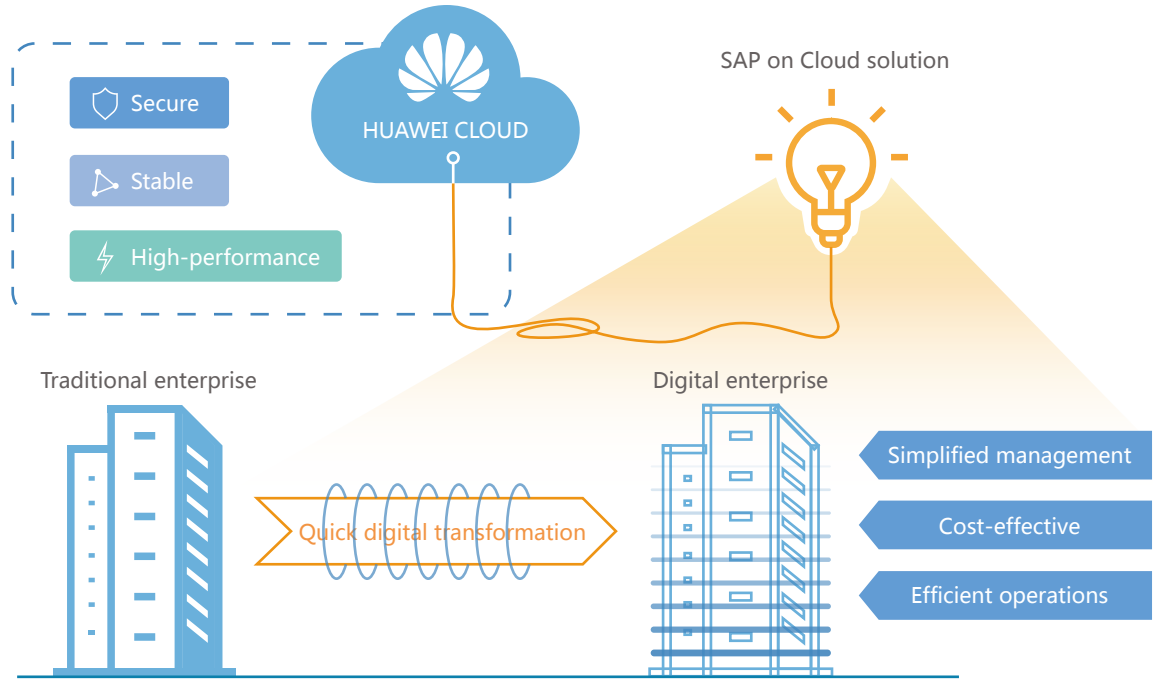 SAP on Cloud solution
Secure
HUAWEI CLOUD
Stable
High-performance
Traditional enterprise
Digital enterprise
Simplified management
Quick digital transformation
Cost-effective
Efficient operations